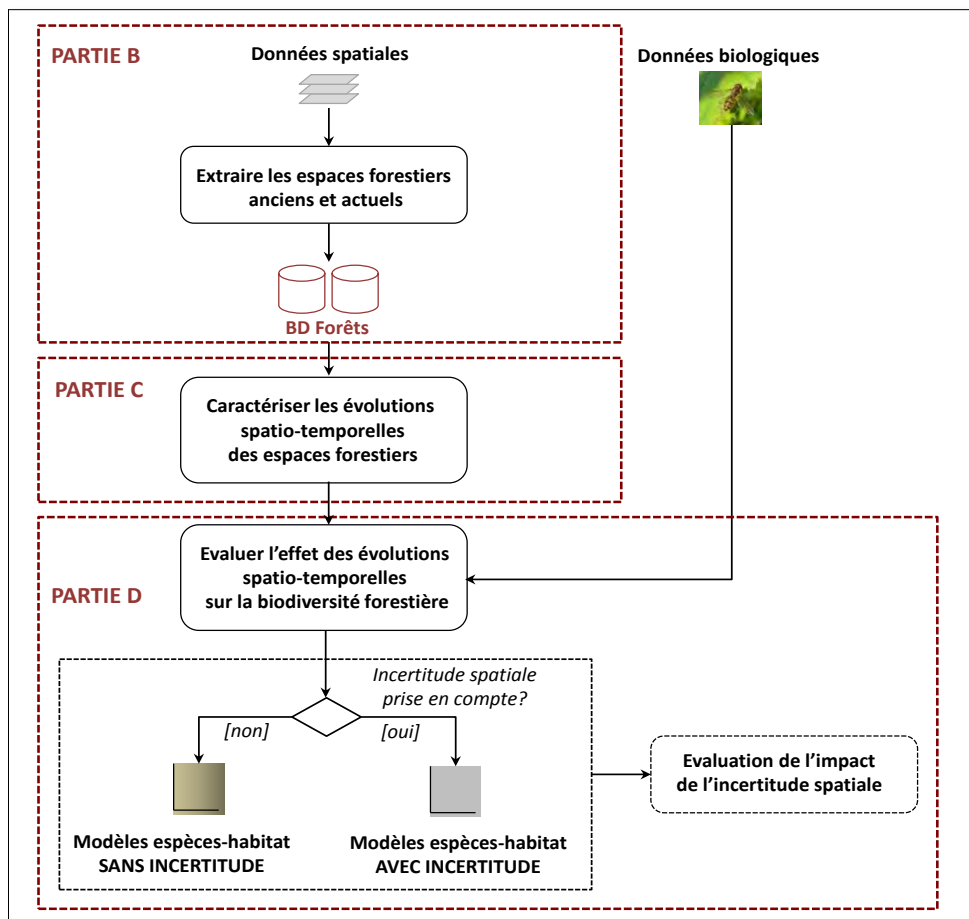 PARTIE B
Données spatiales
Données biologiques
Extraire les espaces forestiers
anciens et actuels
BD Forêts
PARTIE C
Caractériser les évolutions
spatio-temporelles
des espaces forestiers
Evaluer l'effet des évolutions
spatio-temporelles
sur la biodiversité forestière
PARTIE D
Incertitude spatiale
prise en compte?
[non]
[oui]
Evaluation de l'impact
de l'incertitude spatiale
Modèles espèces-habitat
SANS INCERTITUDE
Modèles espèces-habitat
AVEC INCERTITUDE